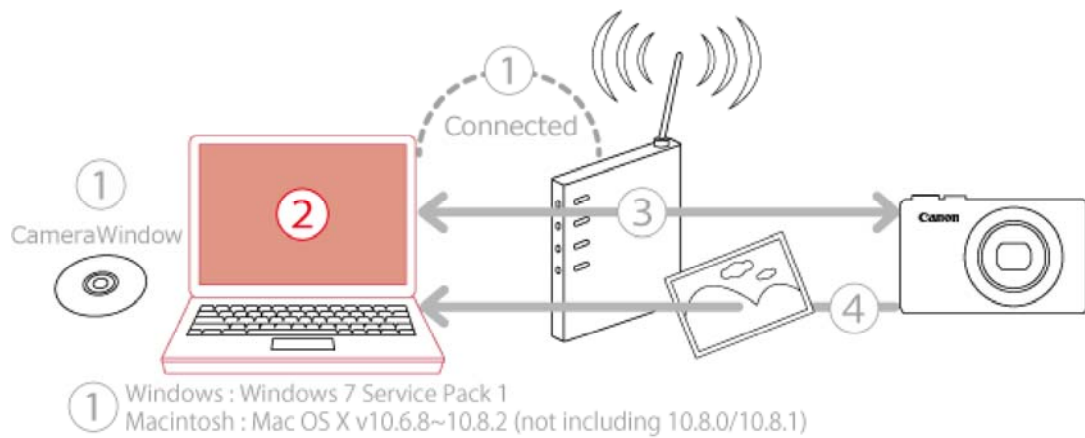 1
Connected
1
CameraWindow
2
3
Canon
4
1 Windows : Windows 7 Service Pack 1
Macintosh : Mac OS X v10.6.8~10.8.2 (not including 10.8.0/10.8.1)